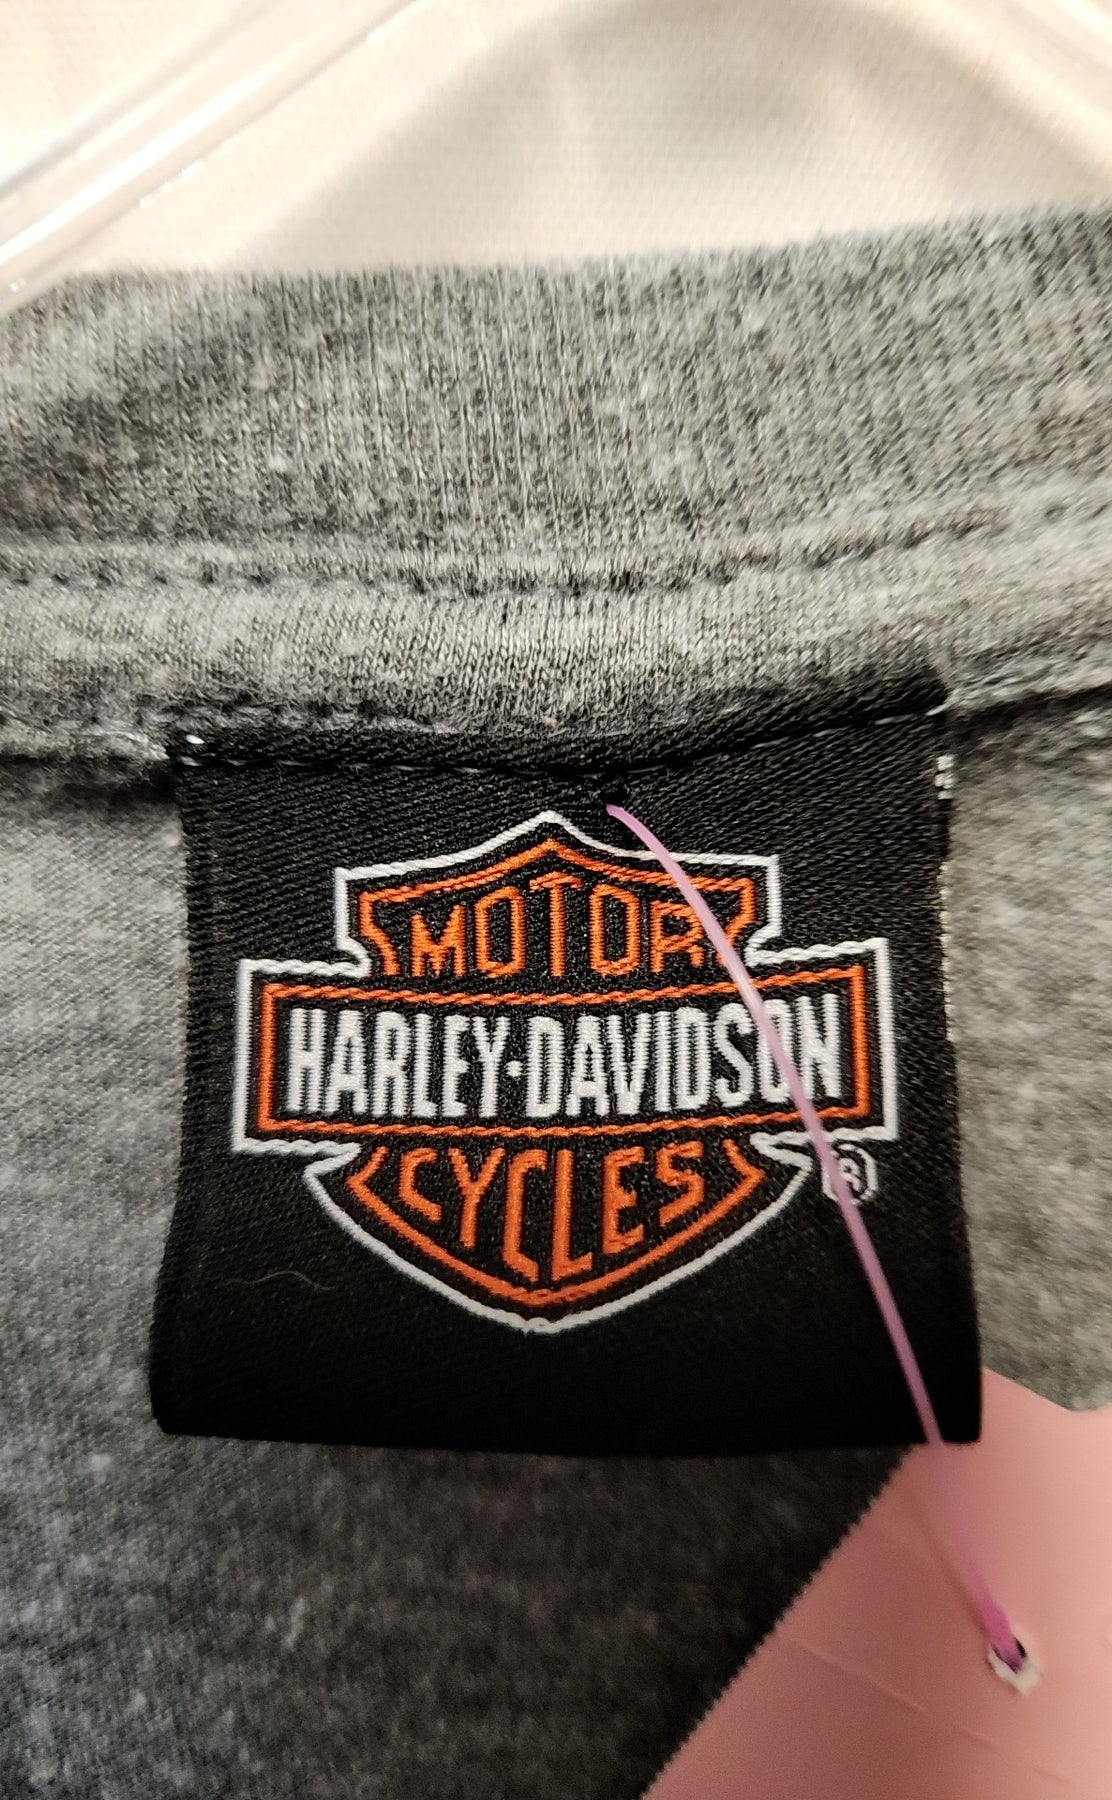 MOTOR
HARLEY-DAVIDSON
CYCLES
®